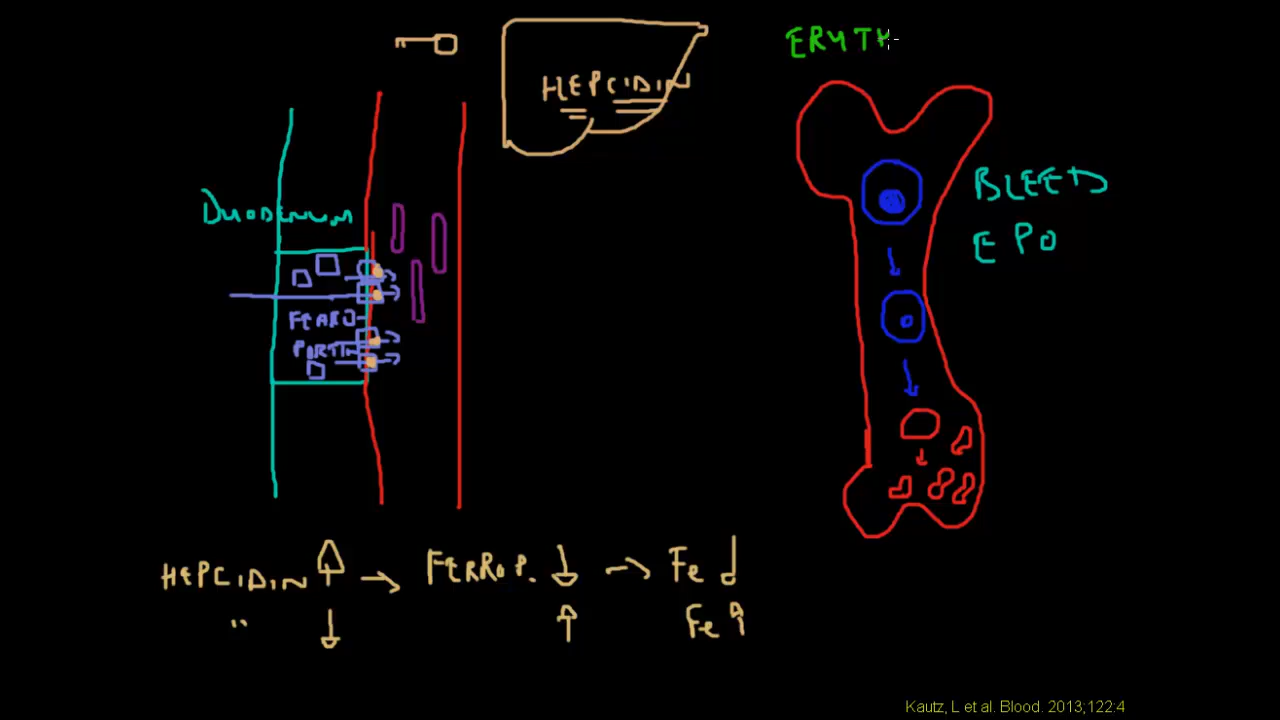 HEPCIDIN
ERYTH
DUODENUM
BLEED
EPO
FERRO
PORTIN
HEPCIDIN → FERROP. ↓ → Fe ↓
" ↓ ↑ Fe ↑
Kautz, L et al. Blood. 2013;122:4